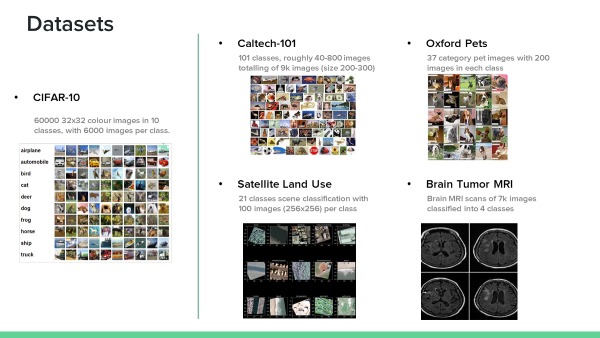 Datasets
• CIFAR-10
60000 32x32 colour images in 10
classes, with 6000 images per class.
airplane
automobile
bird
cat
deer
dog
frog
horse
ship
truck
• Caltech-101
101 classes, roughly 40-800 images
totalling of 9k images (size 200-300)
• Oxford Pets
37 category pet images with 200
images in each class
• Satellite Land Use
21 classes scene classification with
100 images (256x256) per class
• Brain Tumor MRI
Brain MRI scans of 7k images
classified into 4 classes